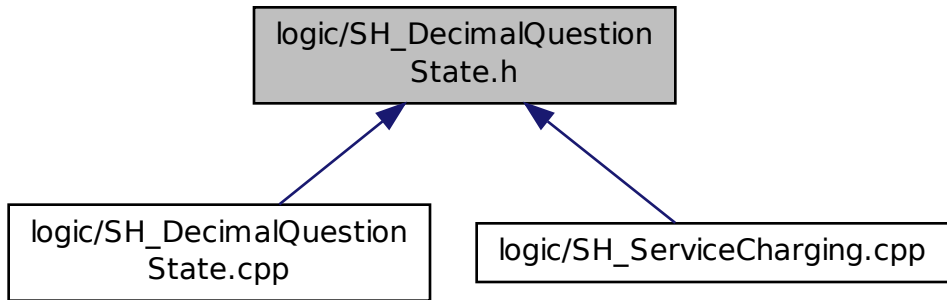 logic/SH_DecimalQuestion
State.h
logic/SH_DecimalQuestion
State.cpp
logic/SH_ServiceCharging.cpp